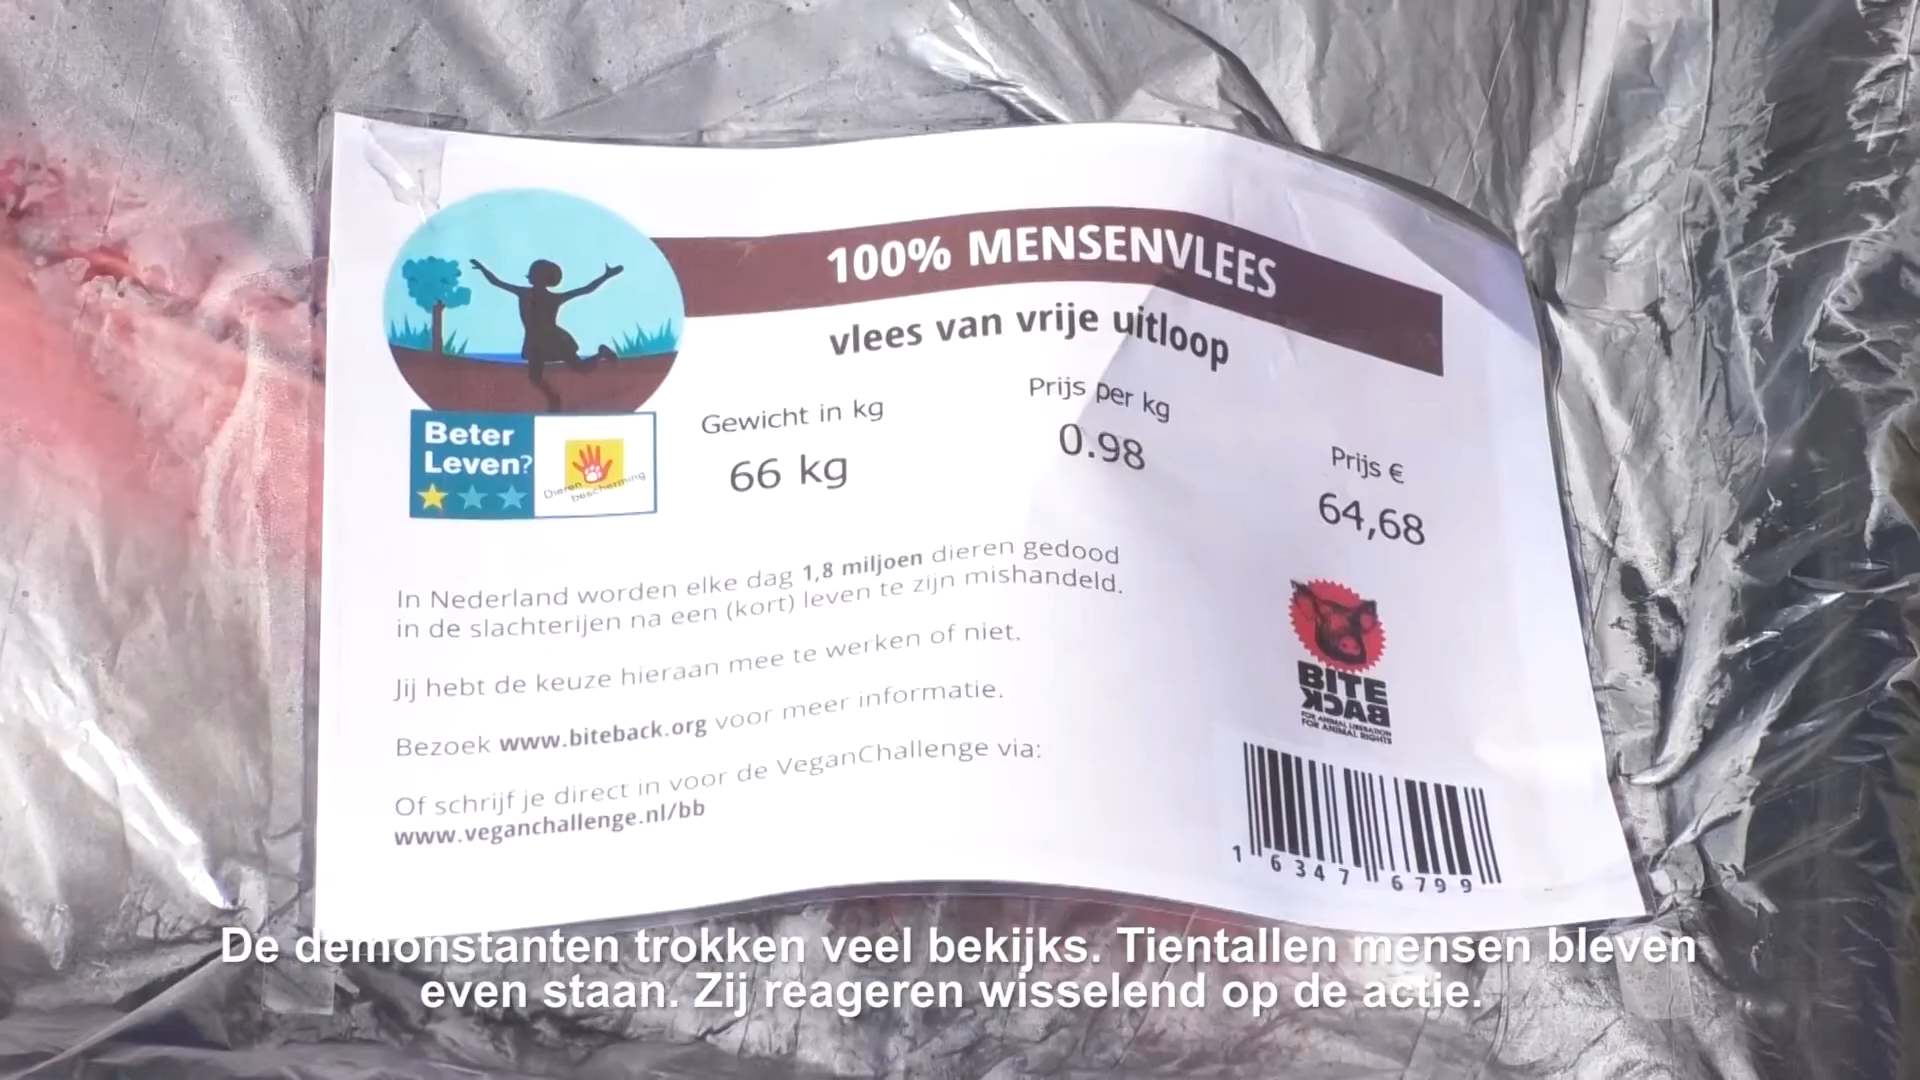 100% MENSENVLEES
vlees van vrije uitloop
Gewicht in kg
66 kg
Prijs per kg
0.98
Prijs €
64,68
Beter
Leven?
Dieren
bescherming
In Nederland worden elke dag 1,8 miljoen dieren gedood
in de slachterijen na een (kort) leven te zijn mishandeld.
Jij hebt de keuze hieraan mee te werken of niet.
Bezoek www.biteback.org voor meer informatie.
Of schrijf je direct in voor de VeganChallenge via:
www.veganchallenge.nl/bb
BITE
BACK
FOR ANIMAL LIBERATION
FOR ANIMAL RIGHTS
1 6347 6799
De demonstanten trokken veel bekijks. Tientallen mensen bleven
even staan. Zij reageren wisselend op de actie.